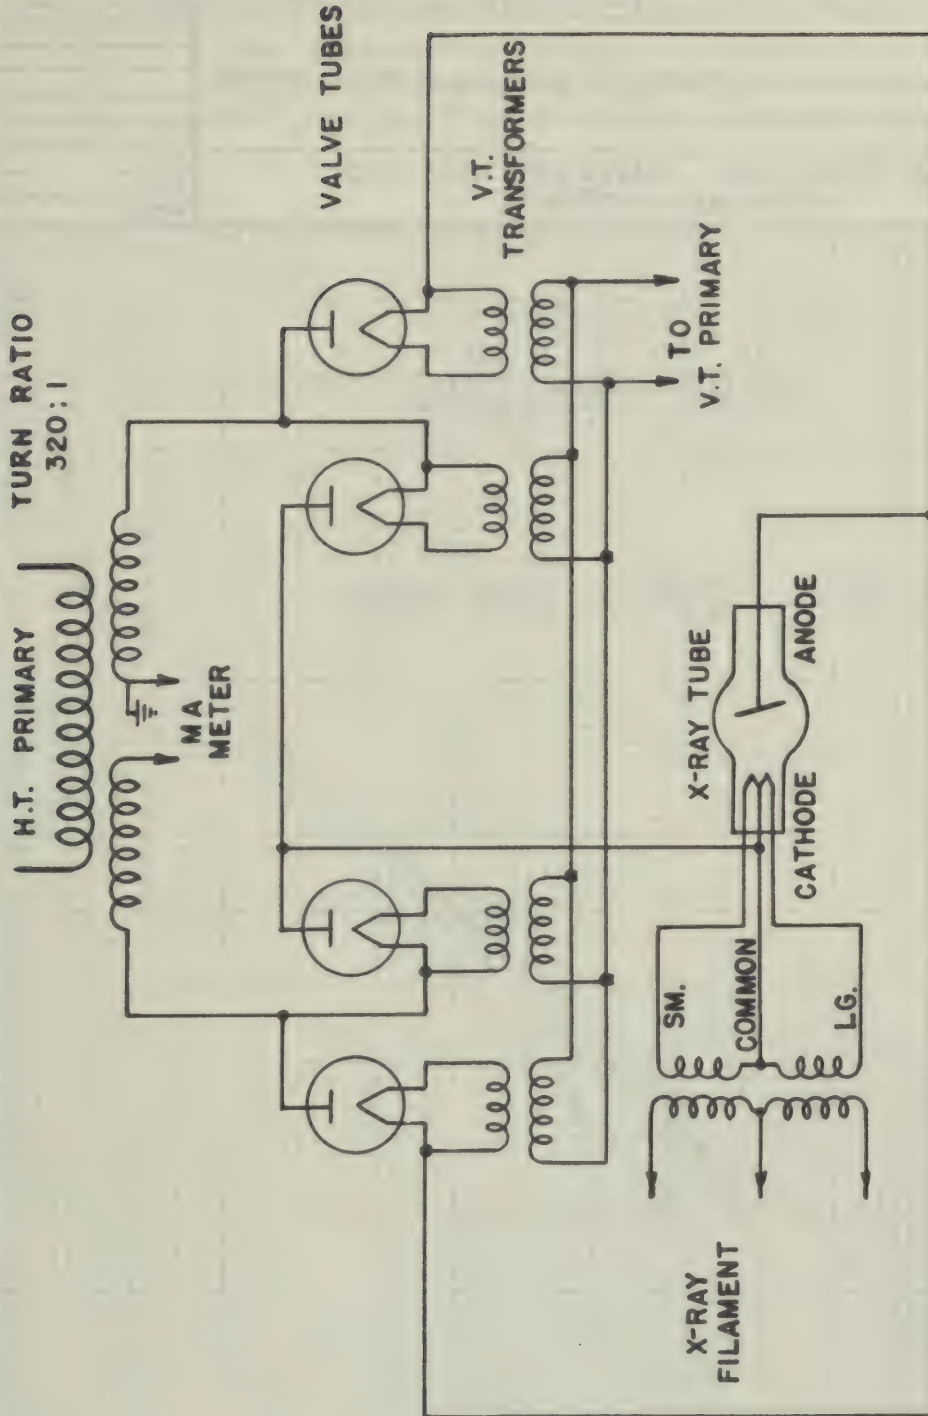 H.T. PRIMARY
TURN RATIO
320:1
MA
METER
VALVE TUBES
V.T.
TRANSFORMERS
TO
V.T. PRIMARY
X-RAY TUBE
CATHODE
ANODE
SM.
COMMON
LG.
X-RAY
FILAMENT